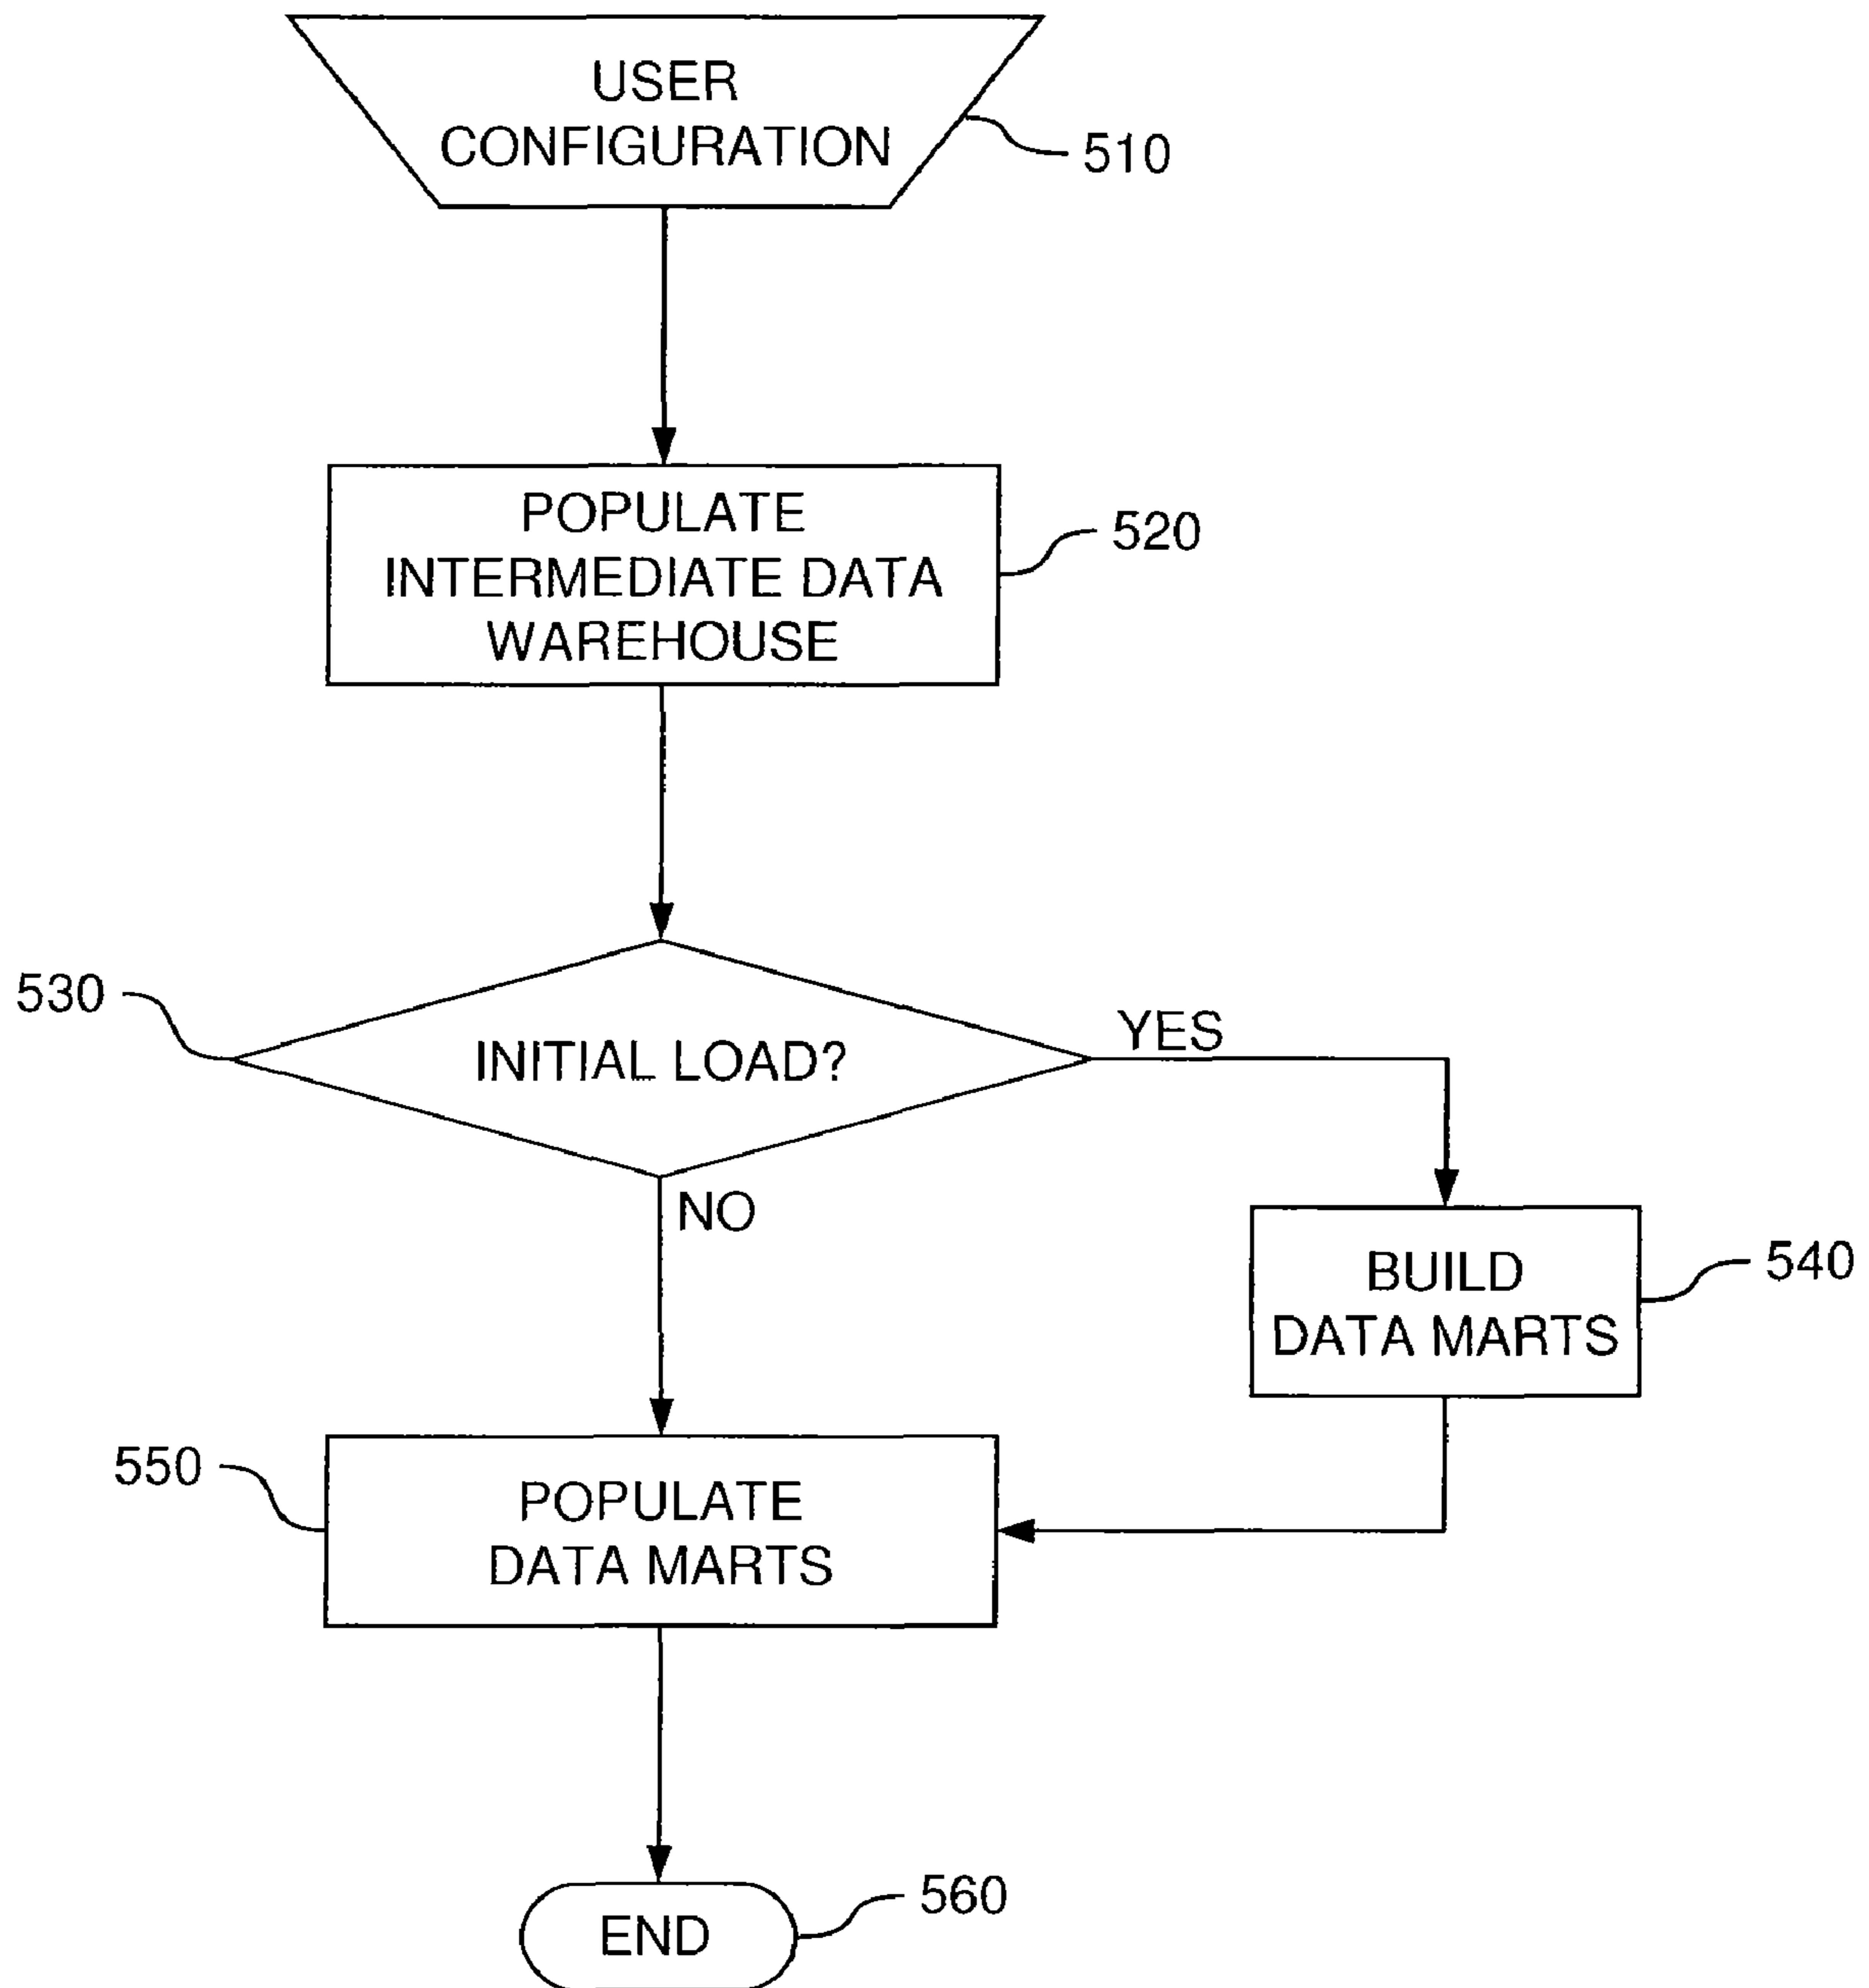 USER
CONFIGURATION
510
POPULATE
INTERMEDIATE DATA
WAREHOUSE
520
530
INITIAL LOAD?
YES
NO
BUILD
DATA MARTS
540
550
POPULATE
DATA MARTS
END
560